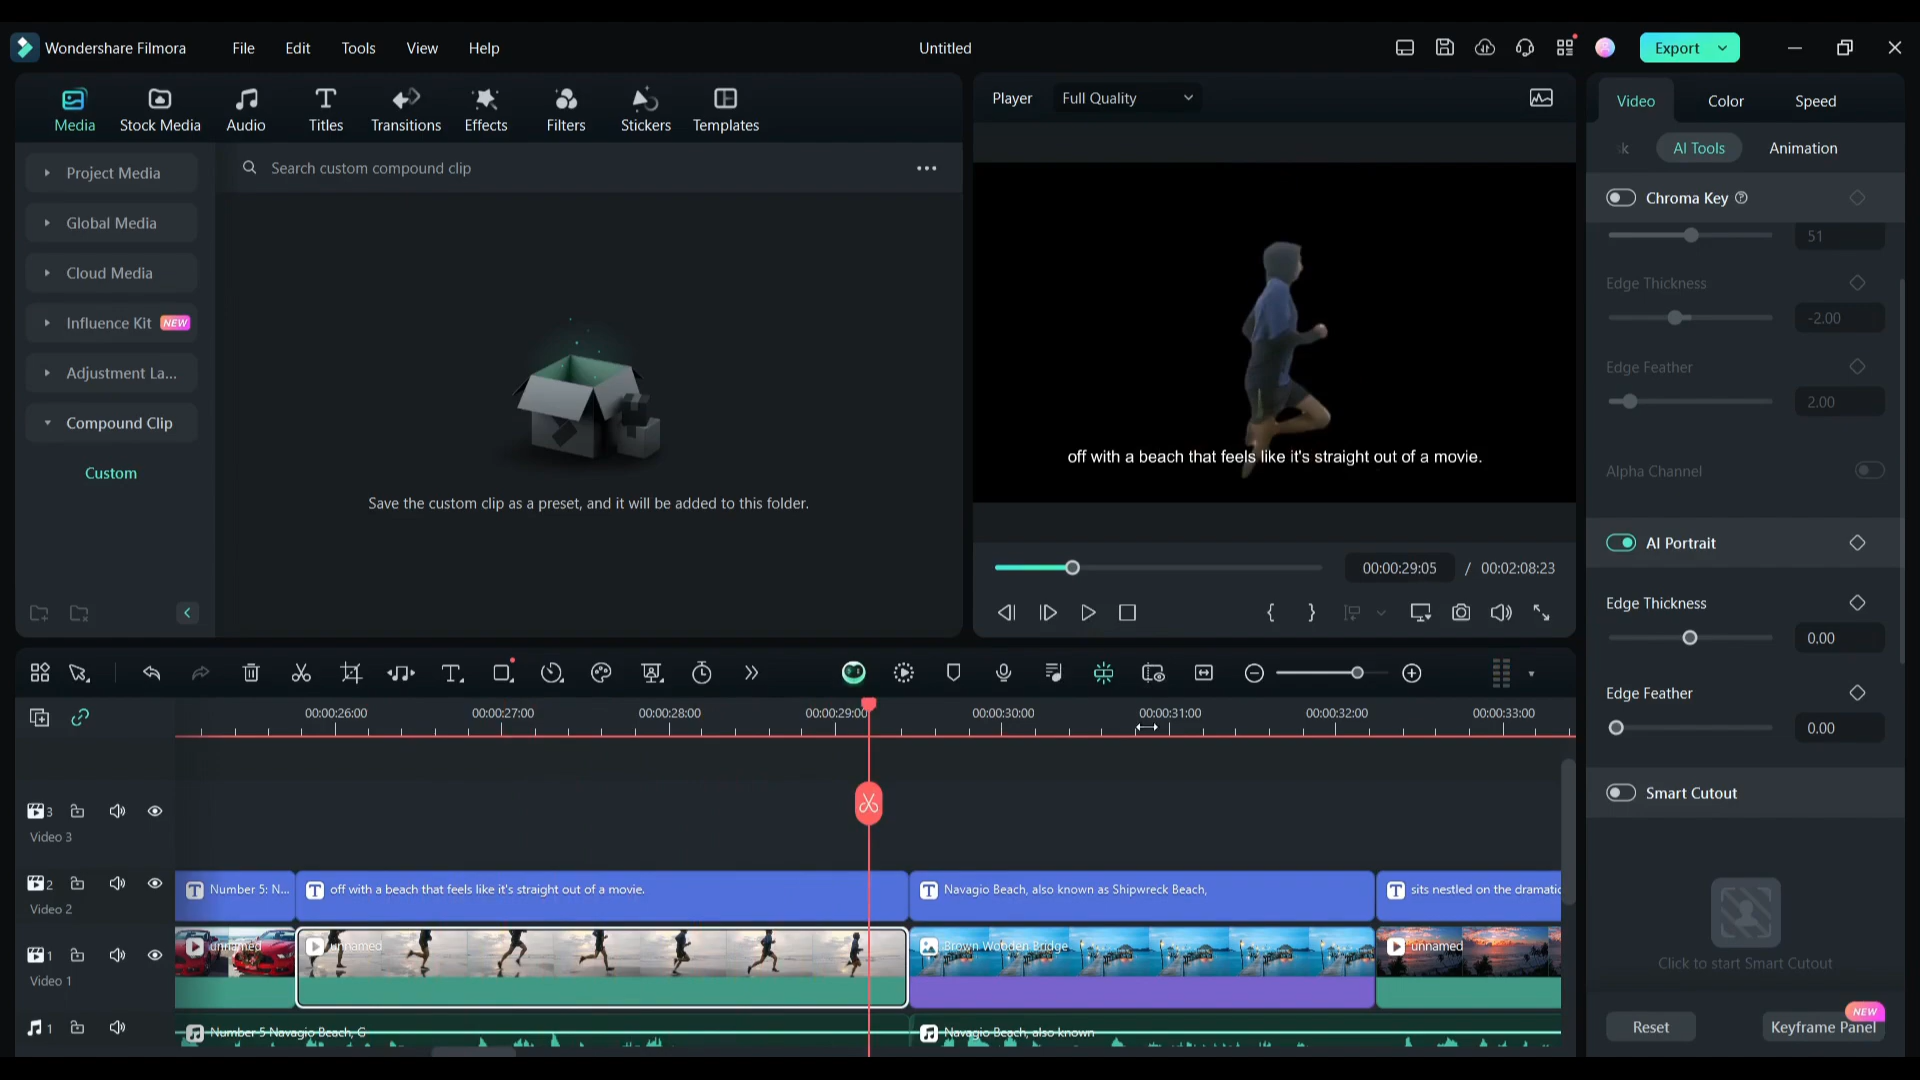 Wondershare Filmora
File
Edit
Tools
View
Help
Untitled
Export
Media
Stock Media
Audio
Titles
Transitions
Effects
Filters
Stickers
Templates
Player
Full Quality
Video
Color
Speed
AI Tools
Animation
Project Media
Global Media
Cloud Media
Influence Kit NEW
Adjustment La...
Compound Clip
Custom
Search custom compound clip
Save the custom clip as a preset, and it will be added to this folder.
off with a beach that feels like it's straight out of a movie.
00:00:29:05 / 00:02:08:23
Chroma Key
51
Edge Thickness
-2.00
Edge Feather
2.00
Alpha Channel
AI Portrait
Edge Thickness
0.00
Edge Feather
0.00
Smart Cutout
Click to start Smart Cutout
Reset
Keyframe Panel
NEW
00:00:26:00
00:00:27:00
00:00:28:00
00:00:29:00
00:00:30:00
00:00:31:00
00:00:32:00
00:00:33:00
3
Video 3
2
Video 2
Number 5: N...
off with a beach that feels like it's straight out of a movie.
Navagio Beach, also known as Shipwreck Beach,
sits nestled on the dramatic
1
Video 1
unnamed
unnamed
Brown Wooden Bridge
unnamed
1
Number 5 Navagio Beach, G
Navagio Beach, also known